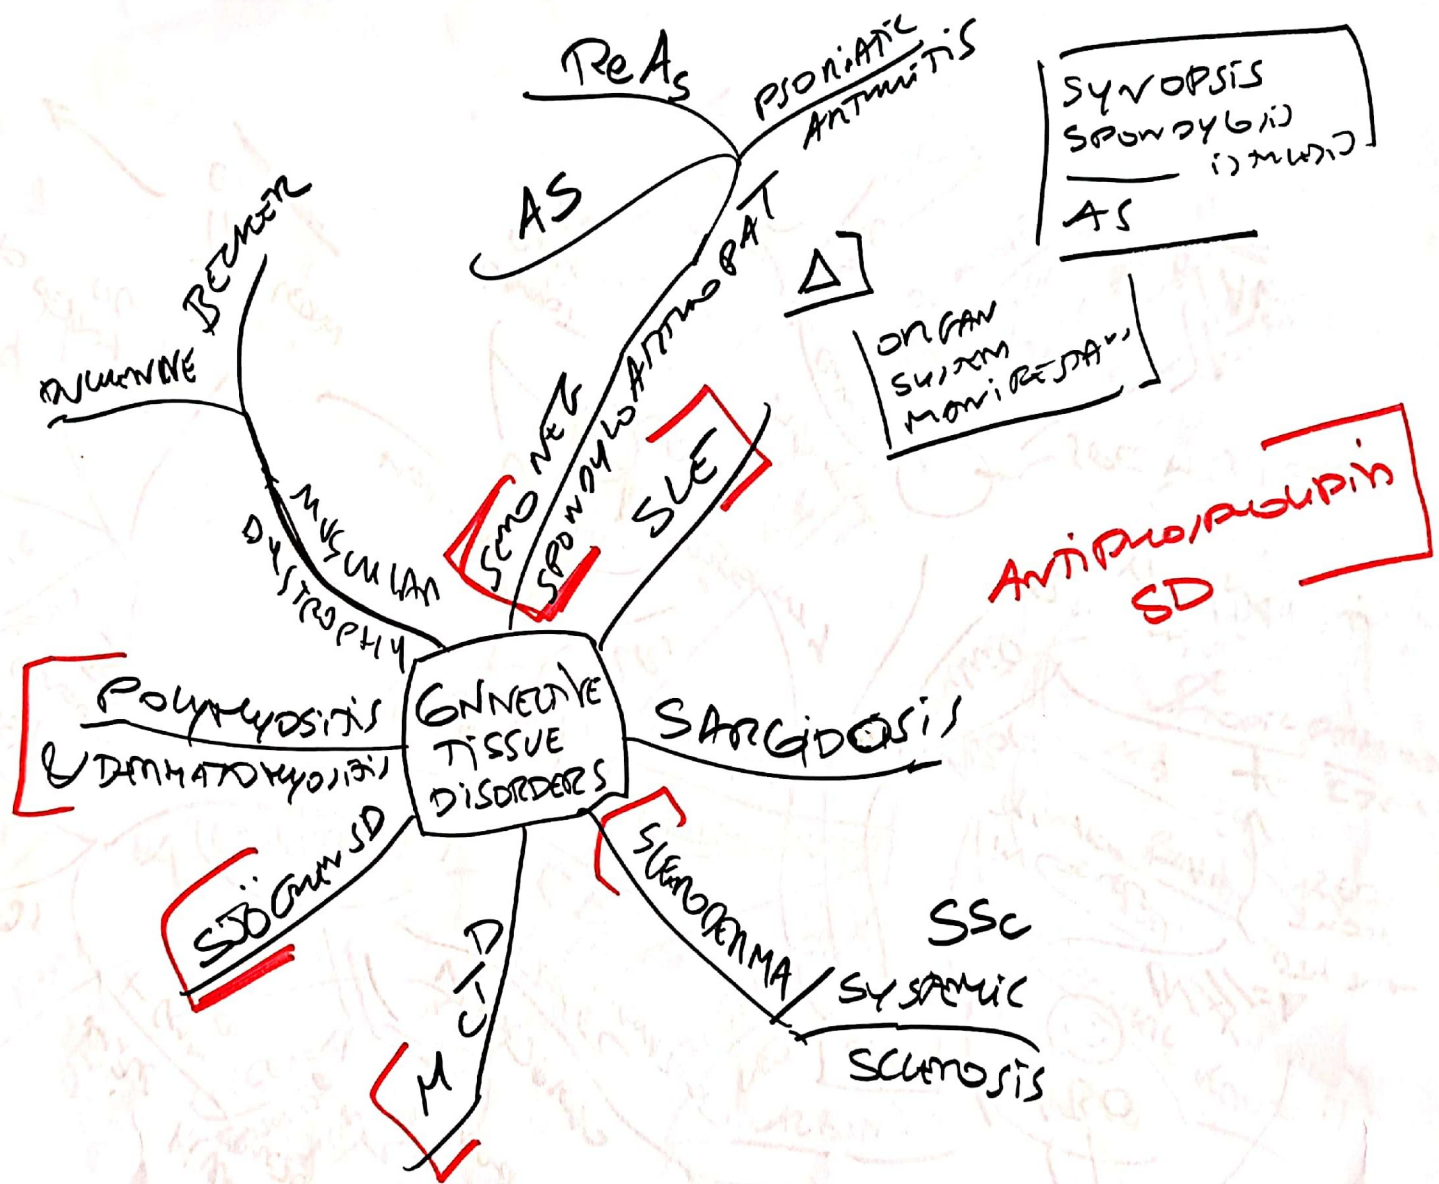 ReAs
PSORiATiC
ARTHRITIS
AS
SYNOPSiS
AS
BECKER
Δ
ORGAN
SYSTEM
MUSCULAR
DYSTROPHY
SERO NEG
SPONDYLOARTHROPAT
SLE
ANTiPHOSPHOLIPID
SD
POLYMYOSITIS
& DERMATOMYOSITIS
CONNECTIVE
TiSSUE
DiSORDERS
SARCOiDOSiS
SJÖGREN SD
MCTD
SCLERODERMA
SSc
SYSTEMiC
SCLEROSiS